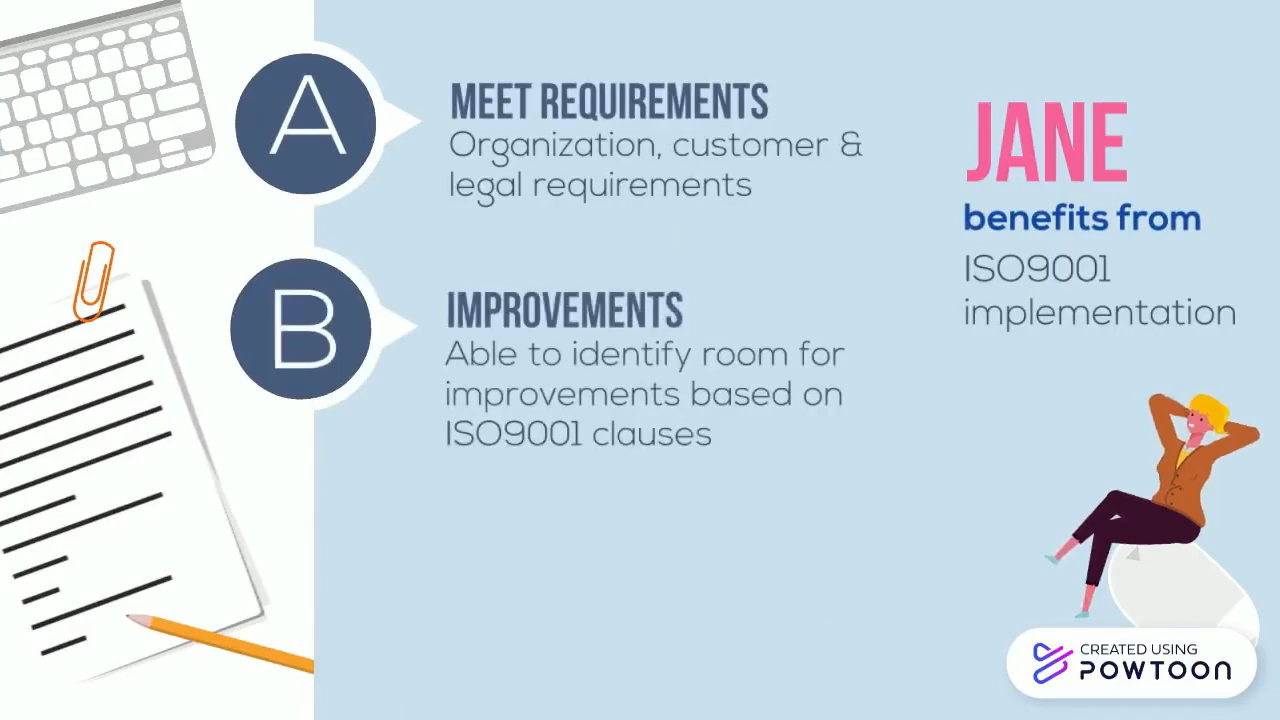 A
MEET REQUIREMENTS
Organization, customer &
legal requirements
B
IMPROVEMENTS
Able to identify room for
improvements based on
ISO9001 clauses
JANE
benefits from
ISO9001
implementation
CREATED USING
POWTOON